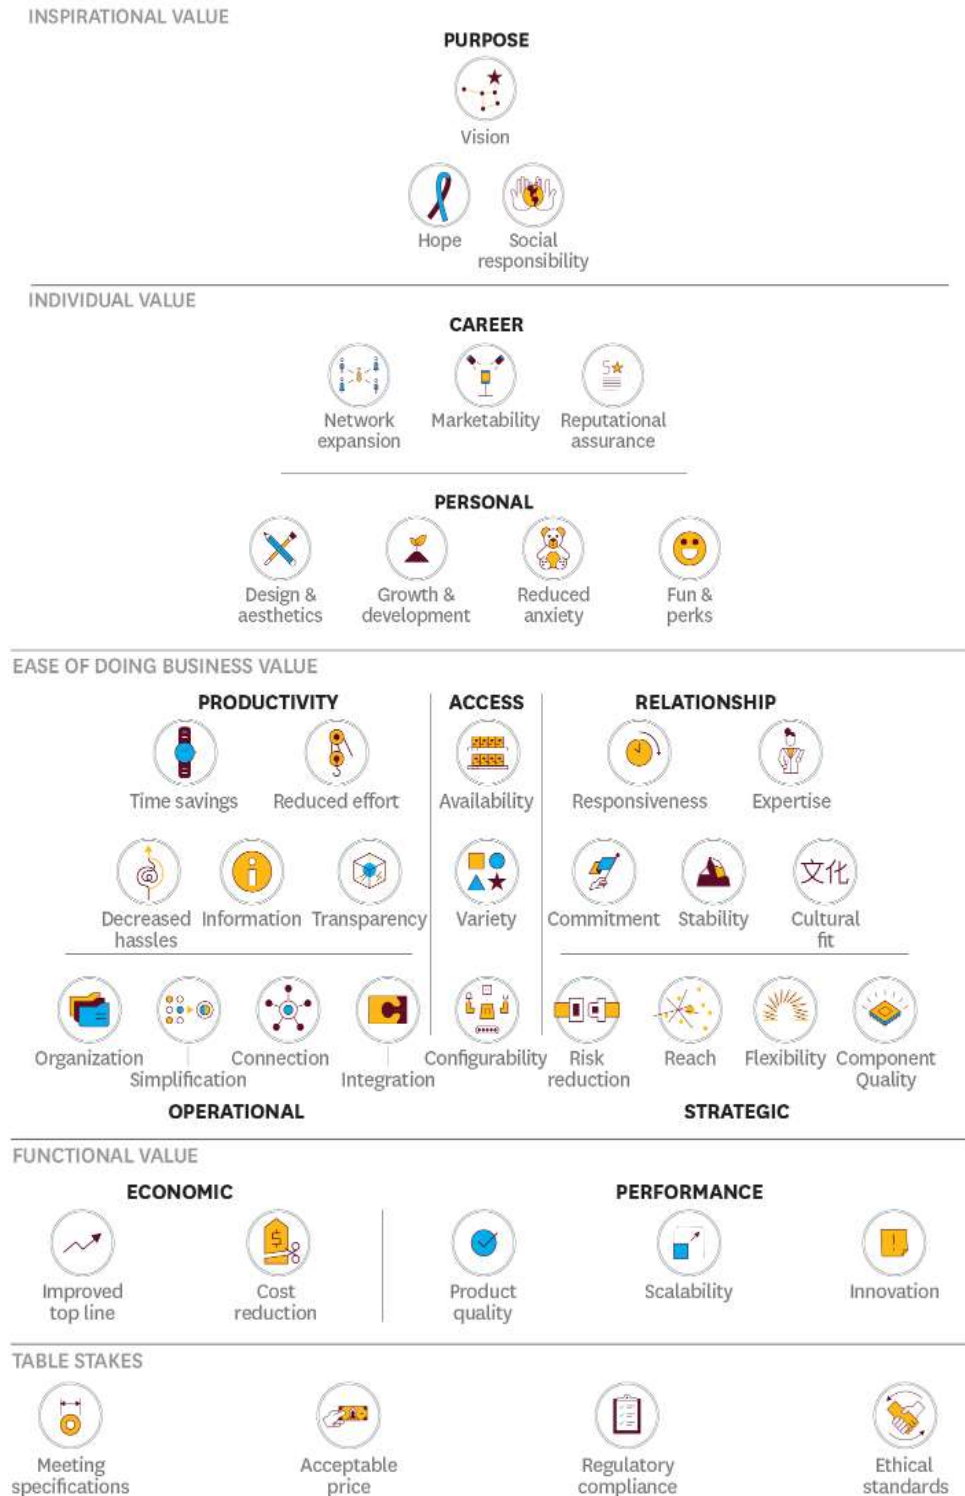 INSPIRATIONAL VALUE
PURPOSE
Vision
Hope
Social
responsibility
INDIVIDUAL VALUE
CAREER
Network
expansion
Marketability
Reputational
assurance
PERSONAL
Design &
aesthetics
Growth &
development
Reduced
anxiety
Fun &
perks
EASE OF DOING BUSINESS VALUE
PRODUCTIVITY
ACCESS
RELATIONSHIP
Time savings
Reduced effort
Availability
Responsiveness
Expertise
文化
Decreased
hassles
Information
Transparency
Variety
Commitment
Stability
Cultural
fit
Organization
Simplification
Connection
Integration
Configurability
Risk
reduction
Reach
Flexibility
Component
Quality
OPERATIONAL
STRATEGIC
FUNCTIONAL VALUE
ECONOMIC
PERFORMANCE
$
!
Improved
top line
Cost
reduction
Product
quality
Scalability
Innovation
TABLE STAKES
Meeting
specifications
Acceptable
price
Regulatory
compliance
Ethical
standards